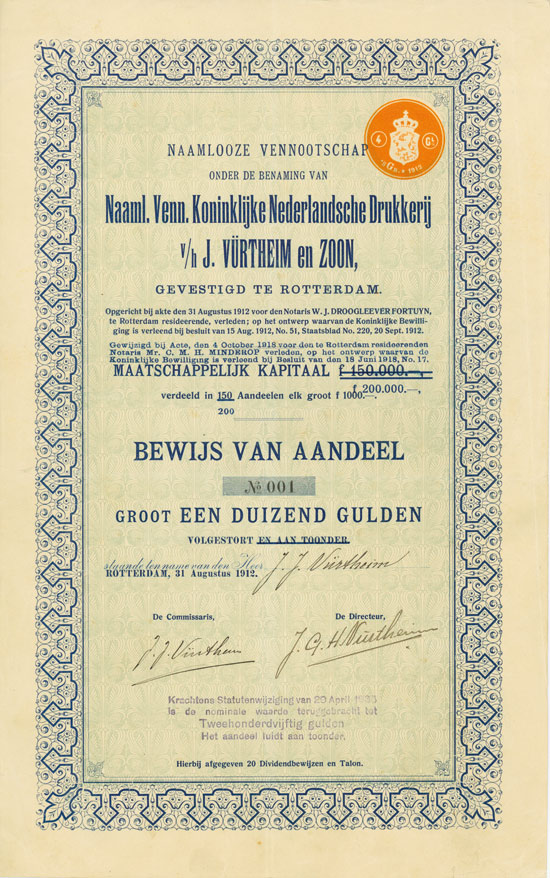 NAAMLOOZE VENNOOTSCHAP
ONDER DE BENAMING VAN
Naaml. Venn. Koninklijke Nederlandsche Drukkerij
v/h J. VÜRTHEIM en ZOON,
GEVESTIGD TE ROTTERDAM.
4 Ct.
1912
Opgericht bij akte den 31 Augustus 1912 voor den Notaris W. J. DROOGLEEVER FORTUYN,
te Rotterdam resideerende, verleden; op het ontwerp waarvan de Koninklijke Bewilli-
ging is verleend bij besluit van 15 Aug. 1912, No. 51, Staatsblad No. 220, 20 Sept. 1912.
Gewijzigd bij Acte, den 4 October 1918 voor den te Rotterdam resideerenden
Notaris Mr. C. M. H. MINDEROP verleden, op het ontwerp waarvan de
Koninklijke Bewilliging is verleend bij Besluit van den 18 Juni 1918, No. 17.
MAATSCHAPPELIJK KAPITAAL f 150.000.—,
f 200.000.—,
verdeeld in 150 Aandeelen elk groot f 1000.—,
200
BEWIJS VAN AANDEEL
No 001
GROOT EEN DUIZEND GULDEN
VOLGESTORT EN AAN TOONDER.
staande ten name van den Heer J. J. Vürtheim
ROTTERDAM, 31 Augustus 1912.
De Commissaris, De Directeur,
J. J. Vürtheim J. G. H. Vürtheim
Krachtens Statutenwijziging van 29 April
is de nominale waarde teruggebracht tot
Tweehonderdvijftig gulden
Het aandeel luidt aan toonder.
Hierbij afgegeven 20 Dividendbewijzen en Talon.